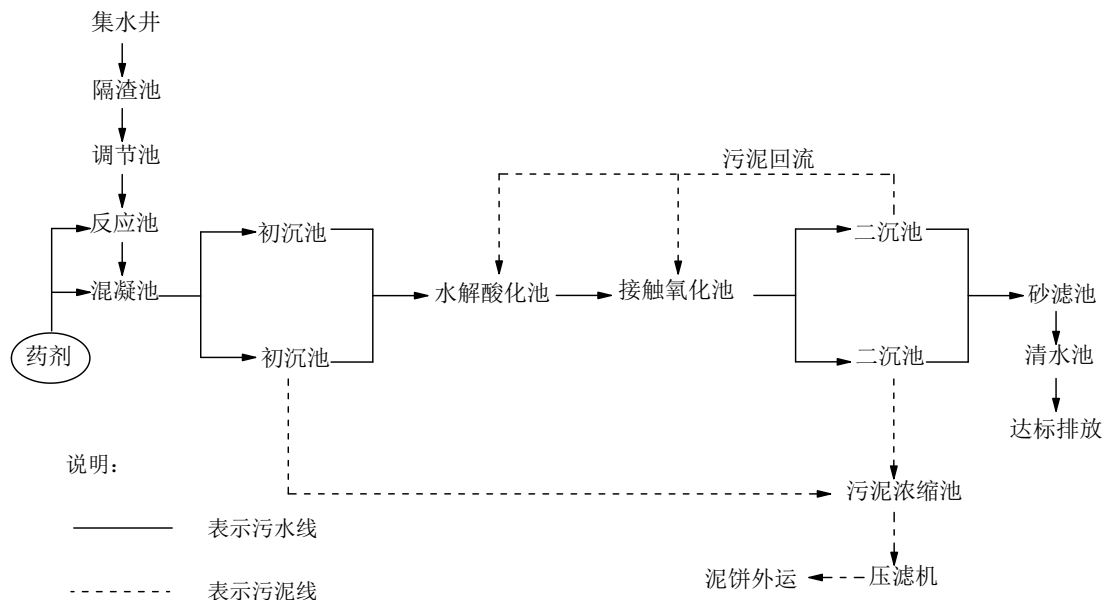 集水井
隔渣池
调节池
污泥回流
反应池
初沉池
二沉池
混凝池
水解酸化池
接触氧化池
砂滤池
药剂
初沉池
二沉池
清水池
达标排放
说明：
污泥浓缩池
表示污水线
泥饼外运
压滤机
表示污泥线